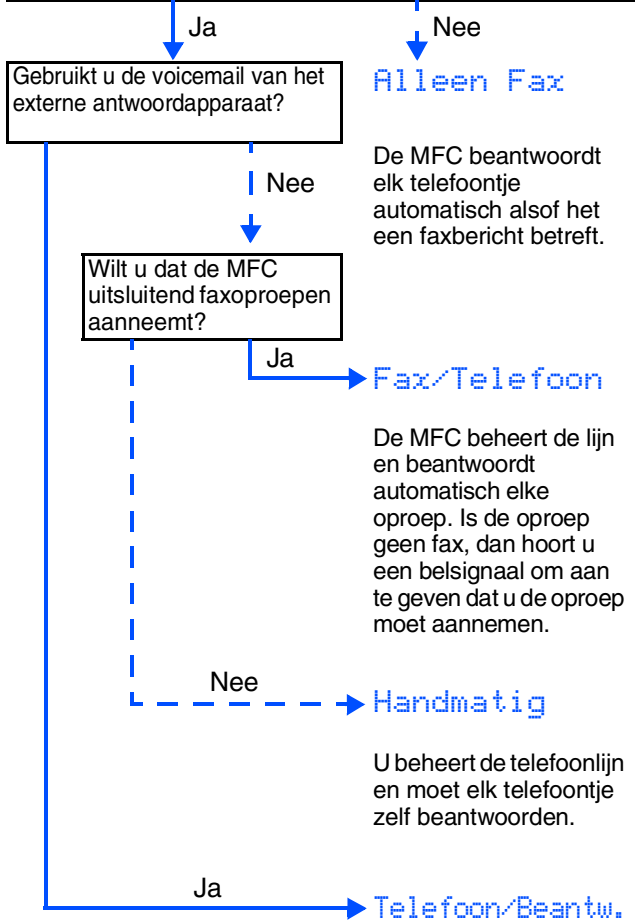 Ja
Nee
Gebruikt u de voicemail van het
externe antwoordapparaat?
Alleen Fax
De MFC beantwoordt
elk telefoontje
automatisch alsof het
een faxbericht betreft.
Nee
Wilt u dat de MFC
uitsluitend faxoproepen
aanneemt?
Ja
Fax/Telefoon
De MFC beheert de lijn
en beantwoordt
automatisch elke
oproep. Is de oproep
geen fax, dan hoort u
een belsignaal om aan
te geven dat u de oproep
moet aannemen.
Nee
Handmatig
U beheert de telefoonlijn
en moet elk telefoontje
zelf beantwoorden.
Ja
Telefoon/Beantw.